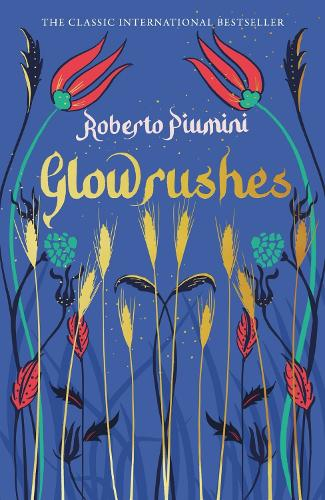 THE CLASSIC INTERNATIONAL BESTSELLER
Roberto Piumini
Glowrushes